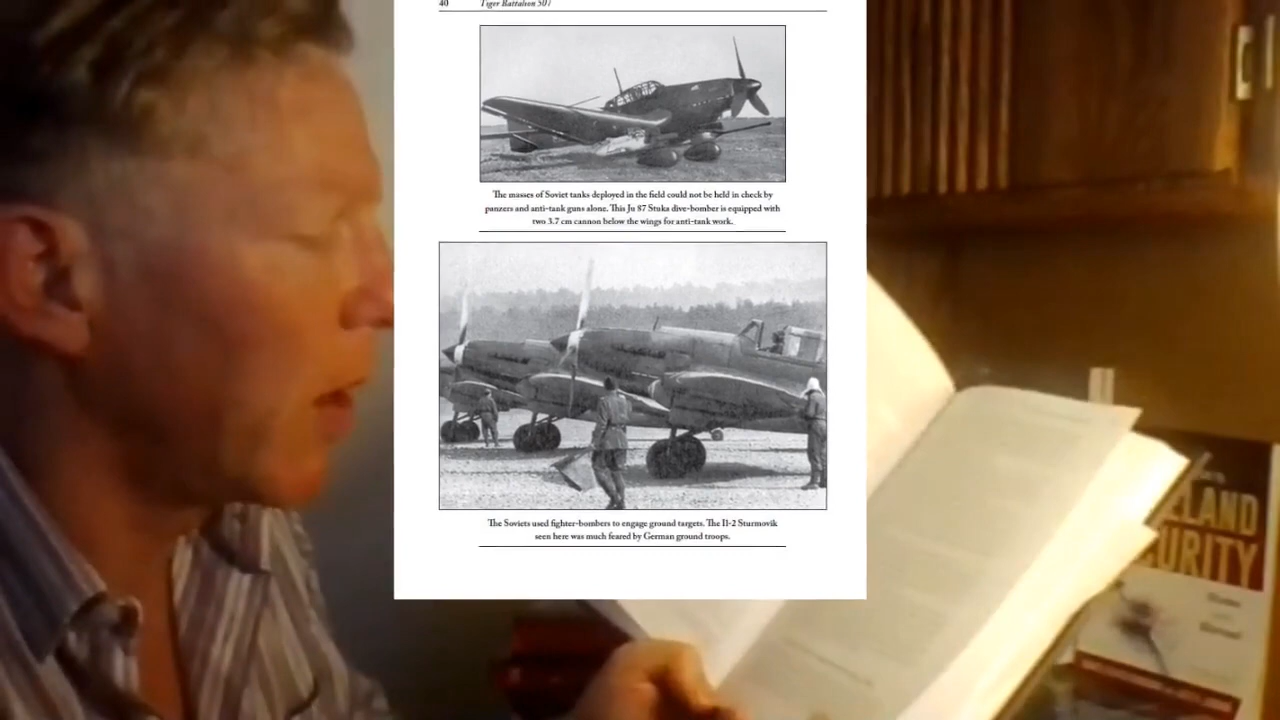 40 Tiger Battalion 507
The masses of Soviet tanks deployed in the field could not be held in check by
panzers and anti-tank guns alone. This Ju 87 Stuka dive-bomber is equipped with
two 3.7 cm cannon below the wings for anti-tank work.
The Soviets used fighter-bombers to engage ground targets. The Il-2 Sturmovik
seen here was much feared by German ground troops.
ELAND
CURITY